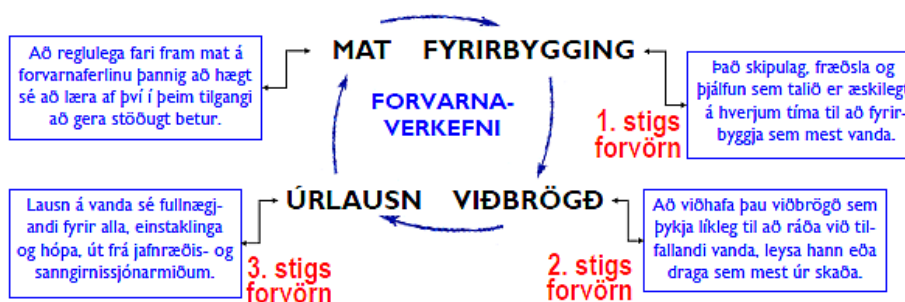 Að reglulega fari fram mat á
forvarnaferlinu þannig að hægt
sé að læra af því í þeim tilgangi
að gera stöðugt betur.
MAT
FYRIRBYGGING
FORVARNA-
VERKEFNI
Það skipulag, fræðsla og
þjálfun sem talið er æskilegt
á hverjum tíma til að fyrir-
byggja sem mest vanda.
1. stigs
forvörn
Lausn á vanda sé fullnægj-
andi fyrir alla, einstaklinga
og hópa, út frá jafnræðis- og
sanngirnissjónarmiðum.
ÚRLAUSN
VIÐBRÖGÐ
3. stigs
forvörn
Að viðhafa þau viðbrögð sem
þykja líkleg til að ráða við til-
fallandi vanda, leysa hann eða
draga sem mest úr skaða.
2. stigs
forvörn